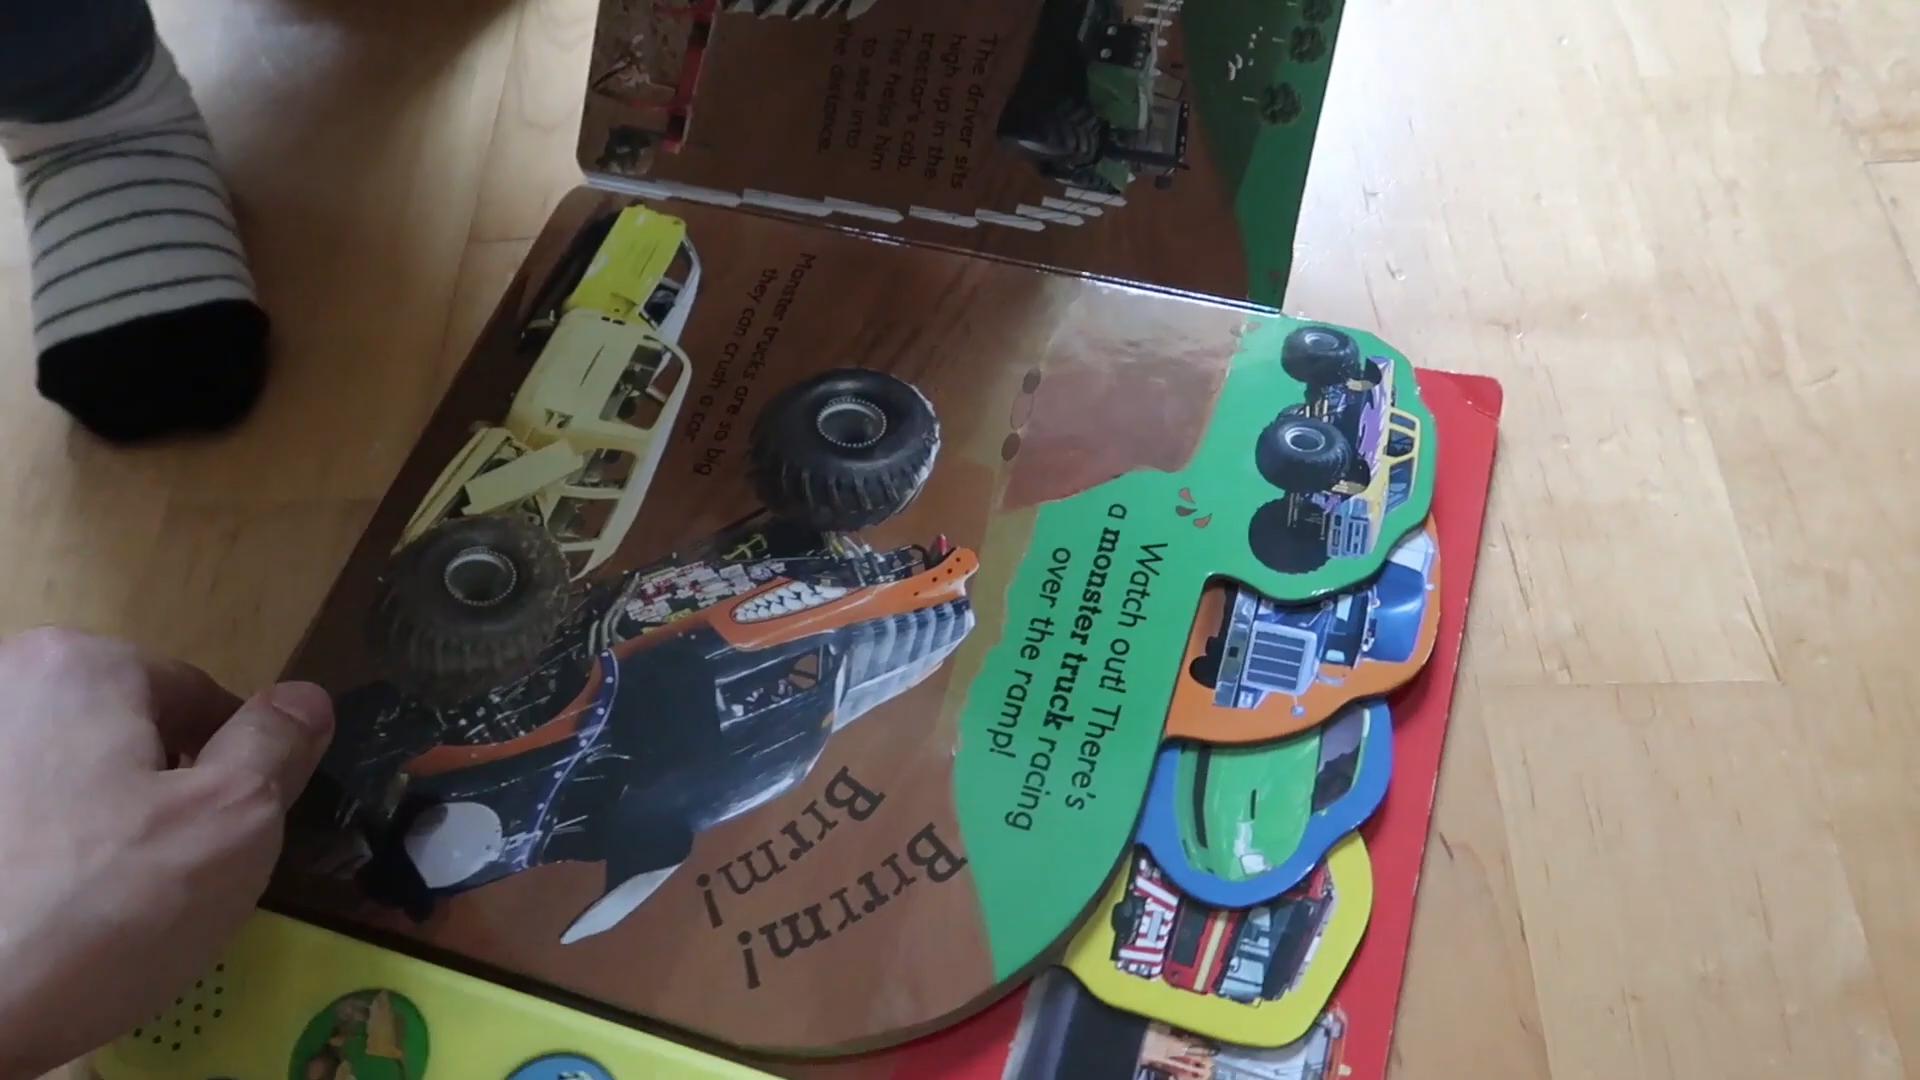 The driver sits
high up in the
tractor's cab.
This helps him
to see into
the distance.
Watch out! There's
a monster truck racing
over the ramp!
Monster trucks are so big
they can crush a car.
Brrm!
Brrrm!